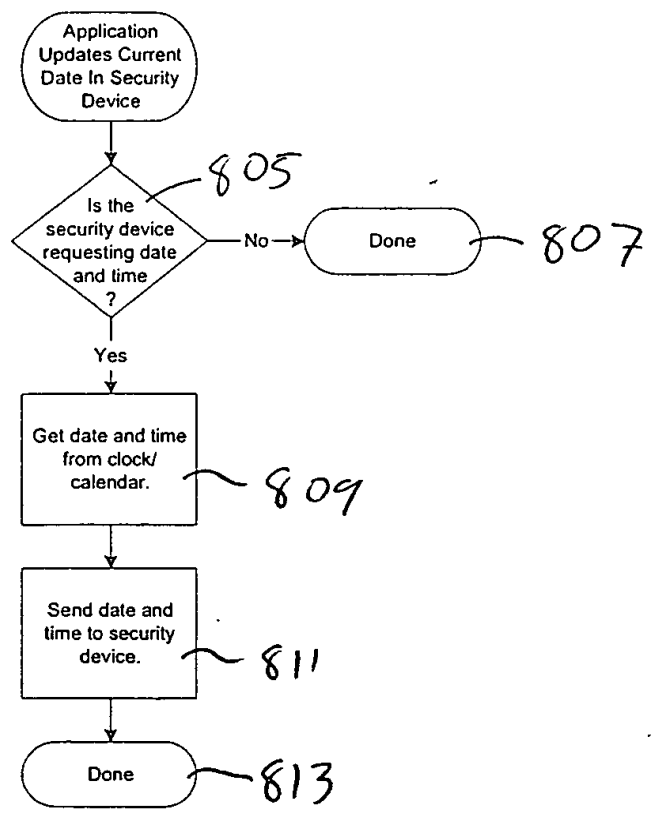 Application
Updates Current
Date In Security
Device
805
Is the
security device
requesting date
and time
?
No
Done
807
Yes
Get date and time
from clock/
calendar.
809
Send date and
time to security
device.
811
Done
813